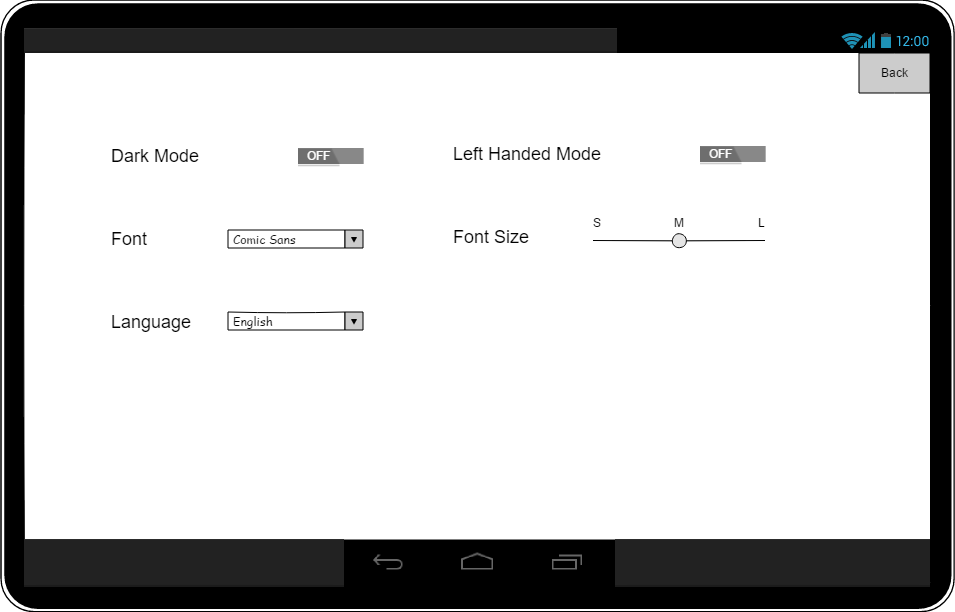 12:00
Back
Dark Mode OFF
Left Handed Mode OFF
Font Comic Sans
Font Size S M L
Language English